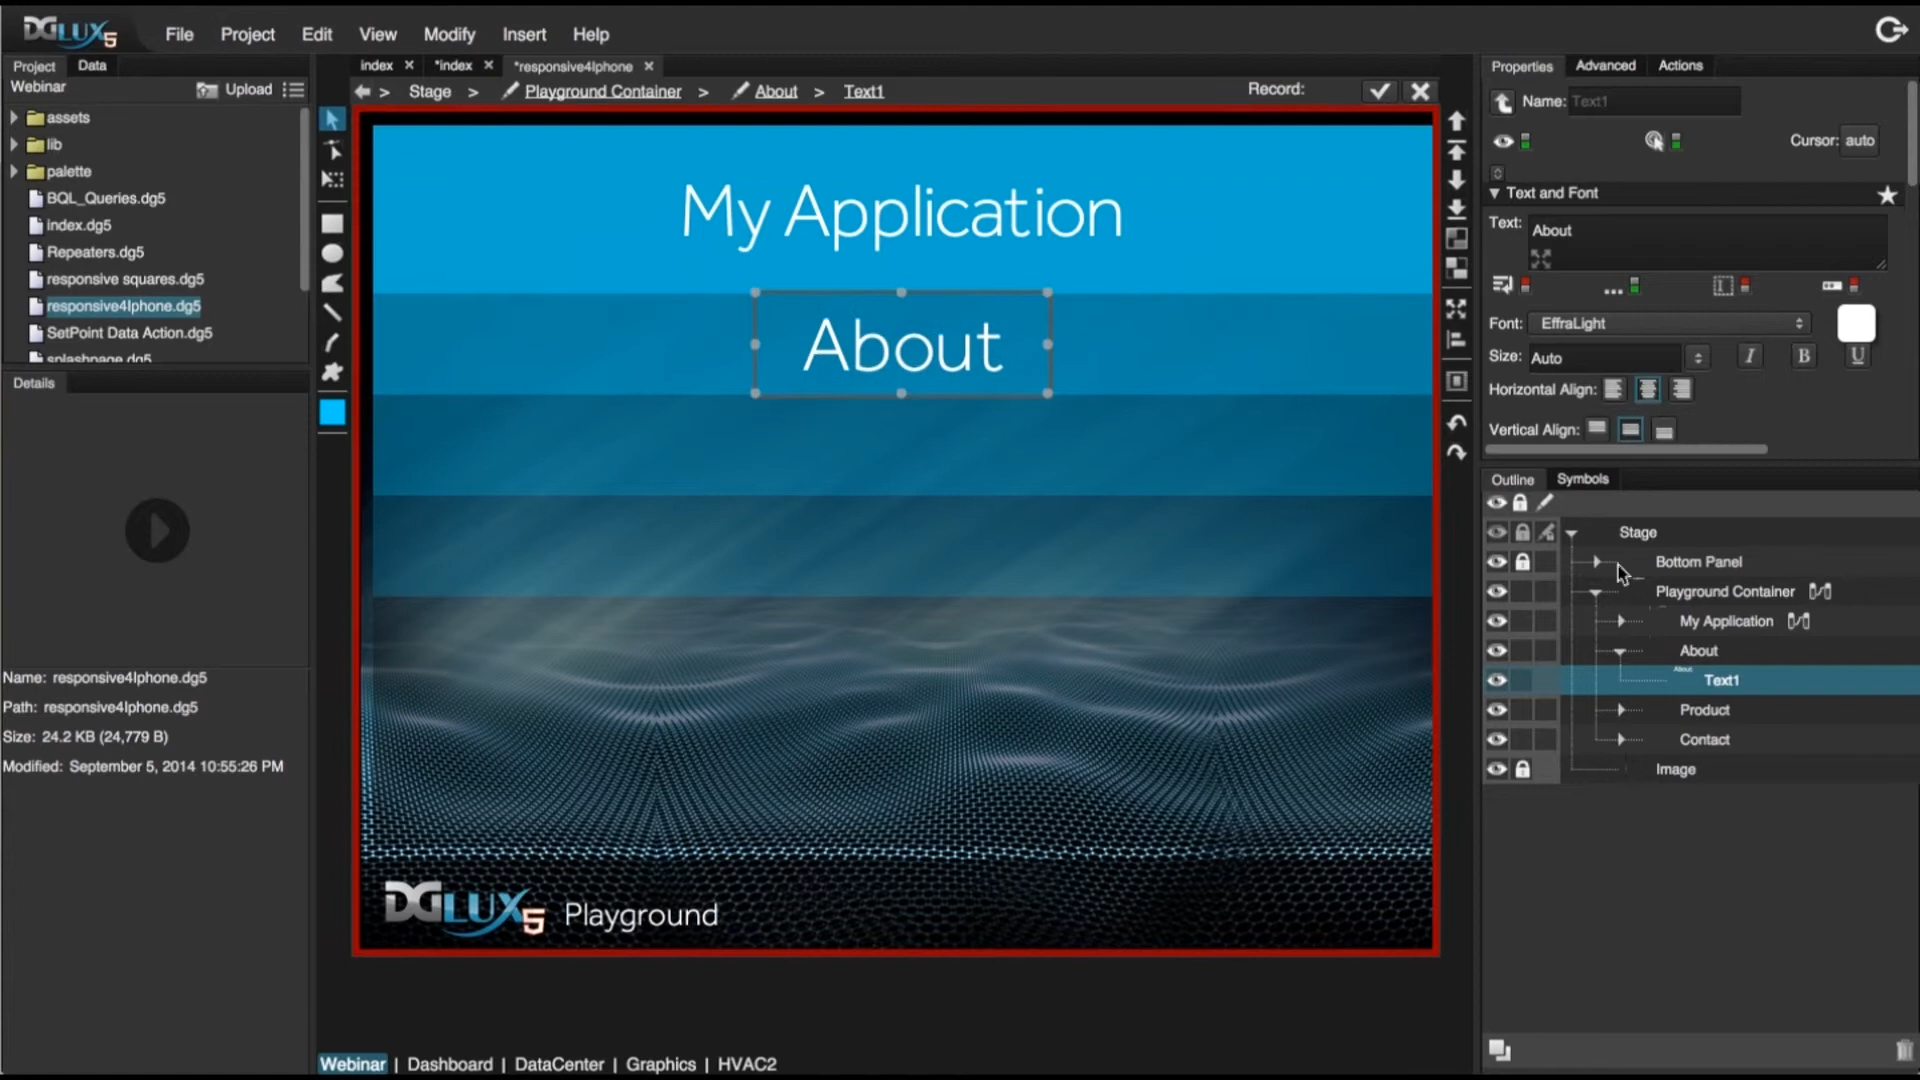 DGLUX5
File Project Edit View Modify Insert Help
Project Data
Webinar Upload
assets
lib
palette
BQL_Queries.dg5
index.dg5
Repeaters.dg5
responsive squares.dg5
responsive4Iphone.dg5
SetPoint Data Action.dg5
splashpage.dg5
Details
Name: responsive4Iphone.dg5
Path: responsive4Iphone.dg5
Size: 24.2 KB (24,779 B)
Modified: September 5, 2014 10:55:26 PM
index × *index × *responsive4Iphone ×
> Stage > Playground Container > About > Text1 Record:
My Application
About
DGLUX5 Playground
Webinar | Dashboard | DataCenter | Graphics | HVAC2
Properties Advanced Actions
Name: Text1
Cursor: auto
Text and Font
Text: About
Font: EffraLight
Size: Auto I B U
Horizontal Align:
Vertical Align:
Outline Symbols
Stage
Bottom Panel
Playground Container
My Application
About
About
Text1
Product
Contact
Image